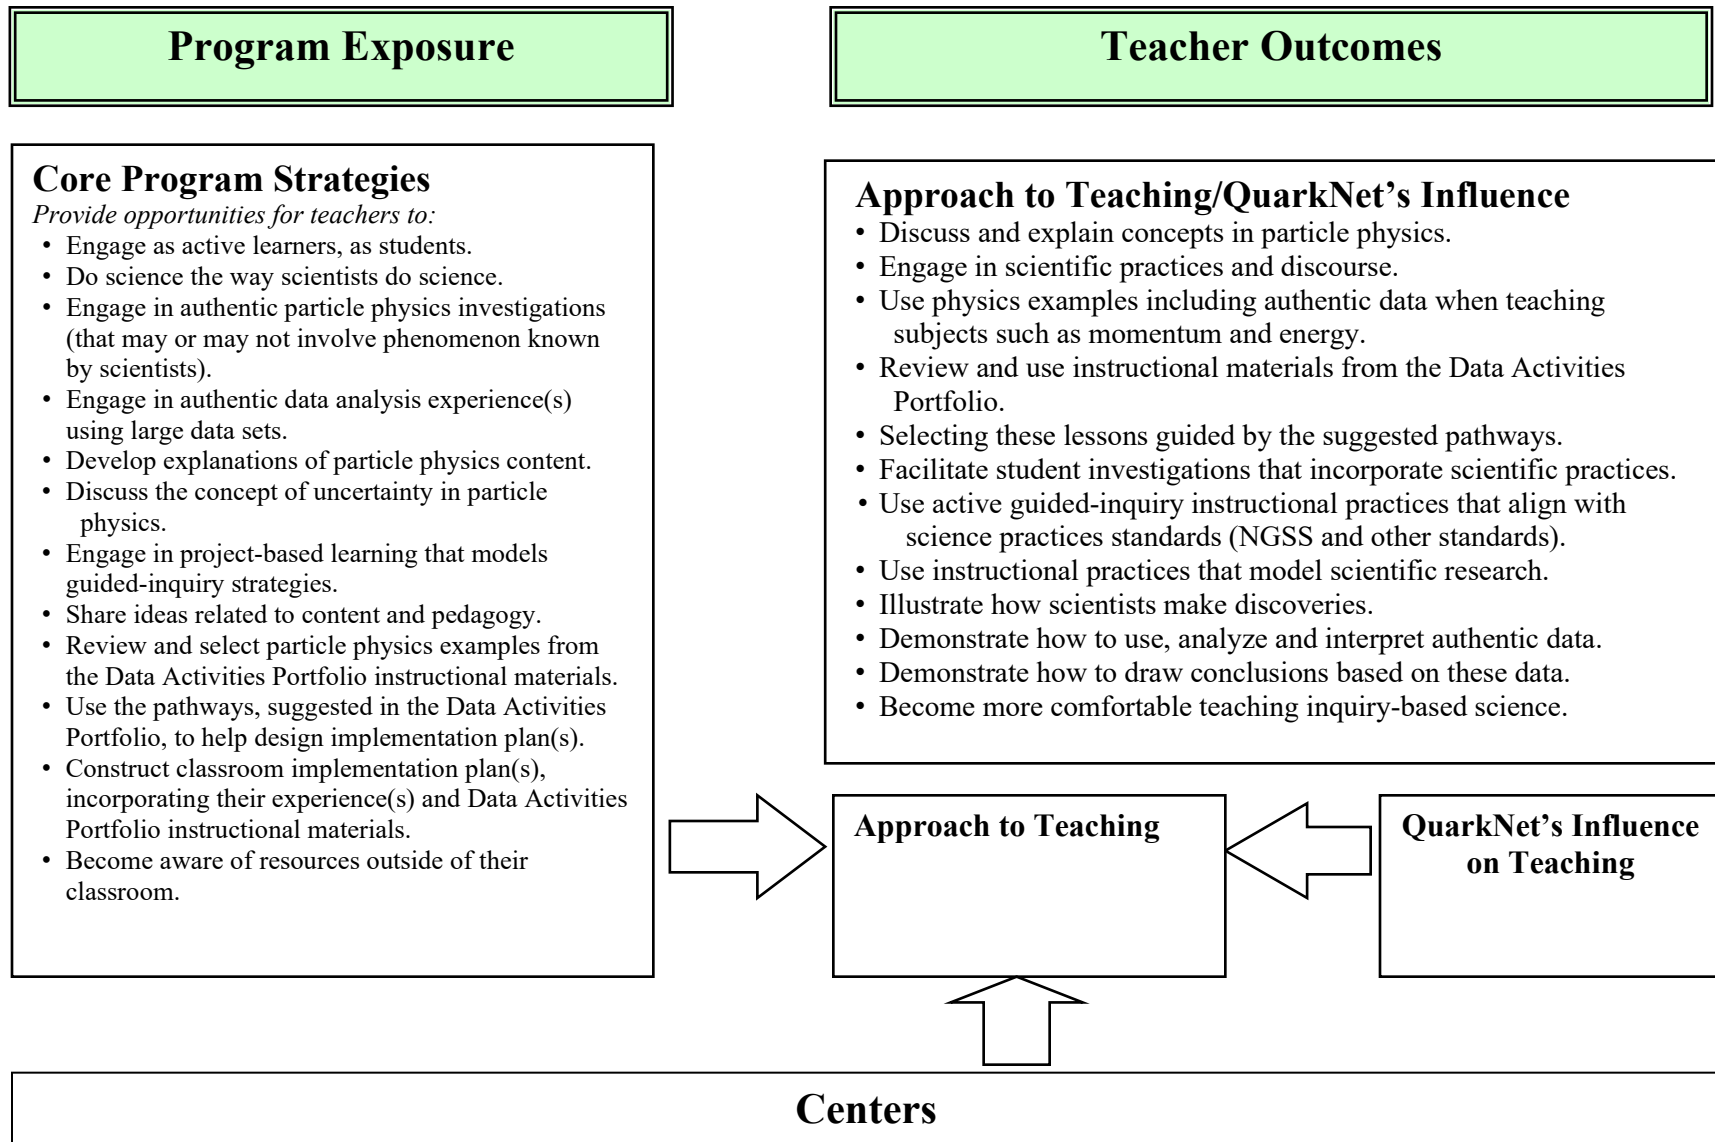 Program Exposure
Teacher Outcomes
Core Program Strategies
Provide opportunities for teachers to:
• Engage as active learners, as students.
• Do science the way scientists do science.
• Engage in authentic particle physics investigations
(that may or may not involve phenomenon known
by scientists).
• Engage in authentic data analysis experience(s)
using large data sets.
• Develop explanations of particle physics content.
• Discuss the concept of uncertainty in particle
physics.
• Engage in project-based learning that models
guided-inquiry strategies.
• Share ideas related to content and pedagogy.
• Review and select particle physics examples from
the Data Activities Portfolio instructional materials.
• Use the pathways, suggested in the Data Activities
Portfolio, to help design implementation plan(s).
• Construct classroom implementation plan(s),
incorporating their experience(s) and Data Activities
Portfolio instructional materials.
• Become aware of resources outside of their
classroom.
Approach to Teaching/QuarkNet’s Influence
• Discuss and explain concepts in particle physics.
• Engage in scientific practices and discourse.
• Use physics examples including authentic data when teaching
subjects such as momentum and energy.
• Review and use instructional materials from the Data Activities
Portfolio.
• Selecting these lessons guided by the suggested pathways.
• Facilitate student investigations that incorporate scientific practices.
• Use active guided-inquiry instructional practices that align with
science practices standards (NGSS and other standards).
• Use instructional practices that model scientific research.
• Illustrate how scientists make discoveries.
• Demonstrate how to use, analyze and interpret authentic data.
• Demonstrate how to draw conclusions based on these data.
• Become more comfortable teaching inquiry-based science.
Approach to Teaching
QuarkNet’s Influence
on Teaching
Centers